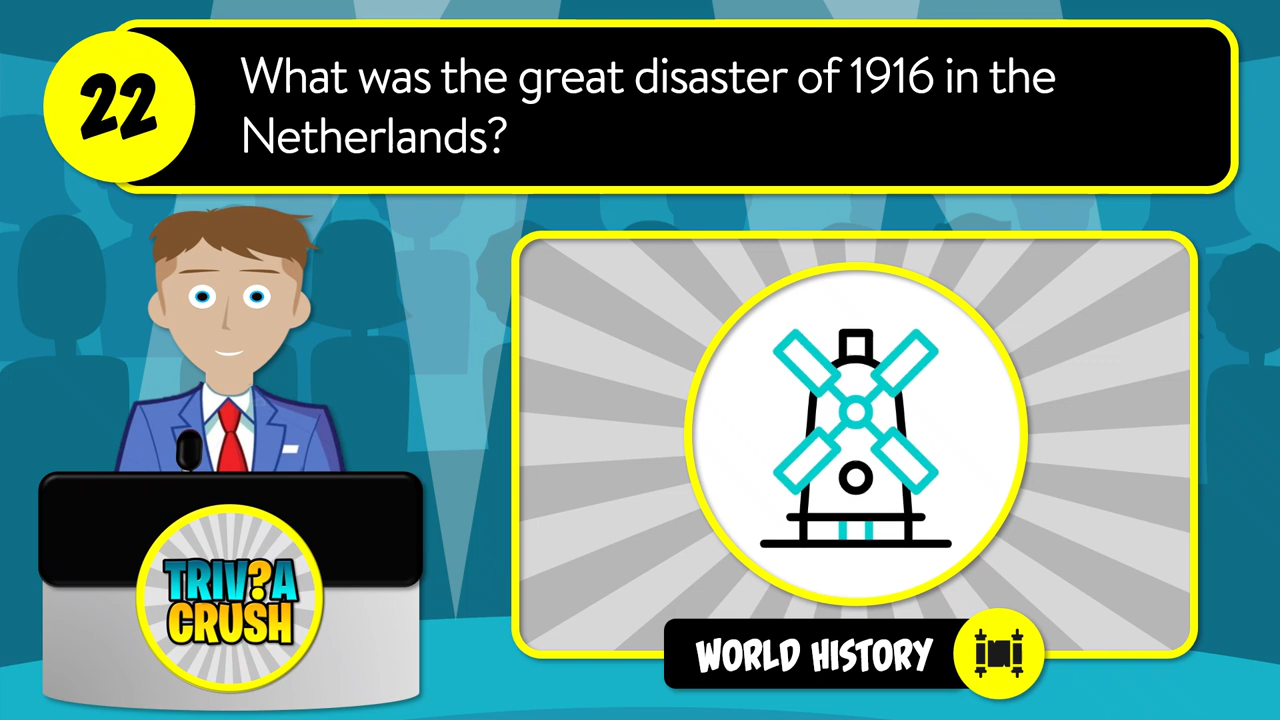 22
What was the great disaster of 1916 in the
Netherlands?
TRIV?A
CRUSH
WORLD HISTORY